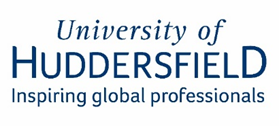 University of
HUDDERSFIELD
Inspiring global professionals